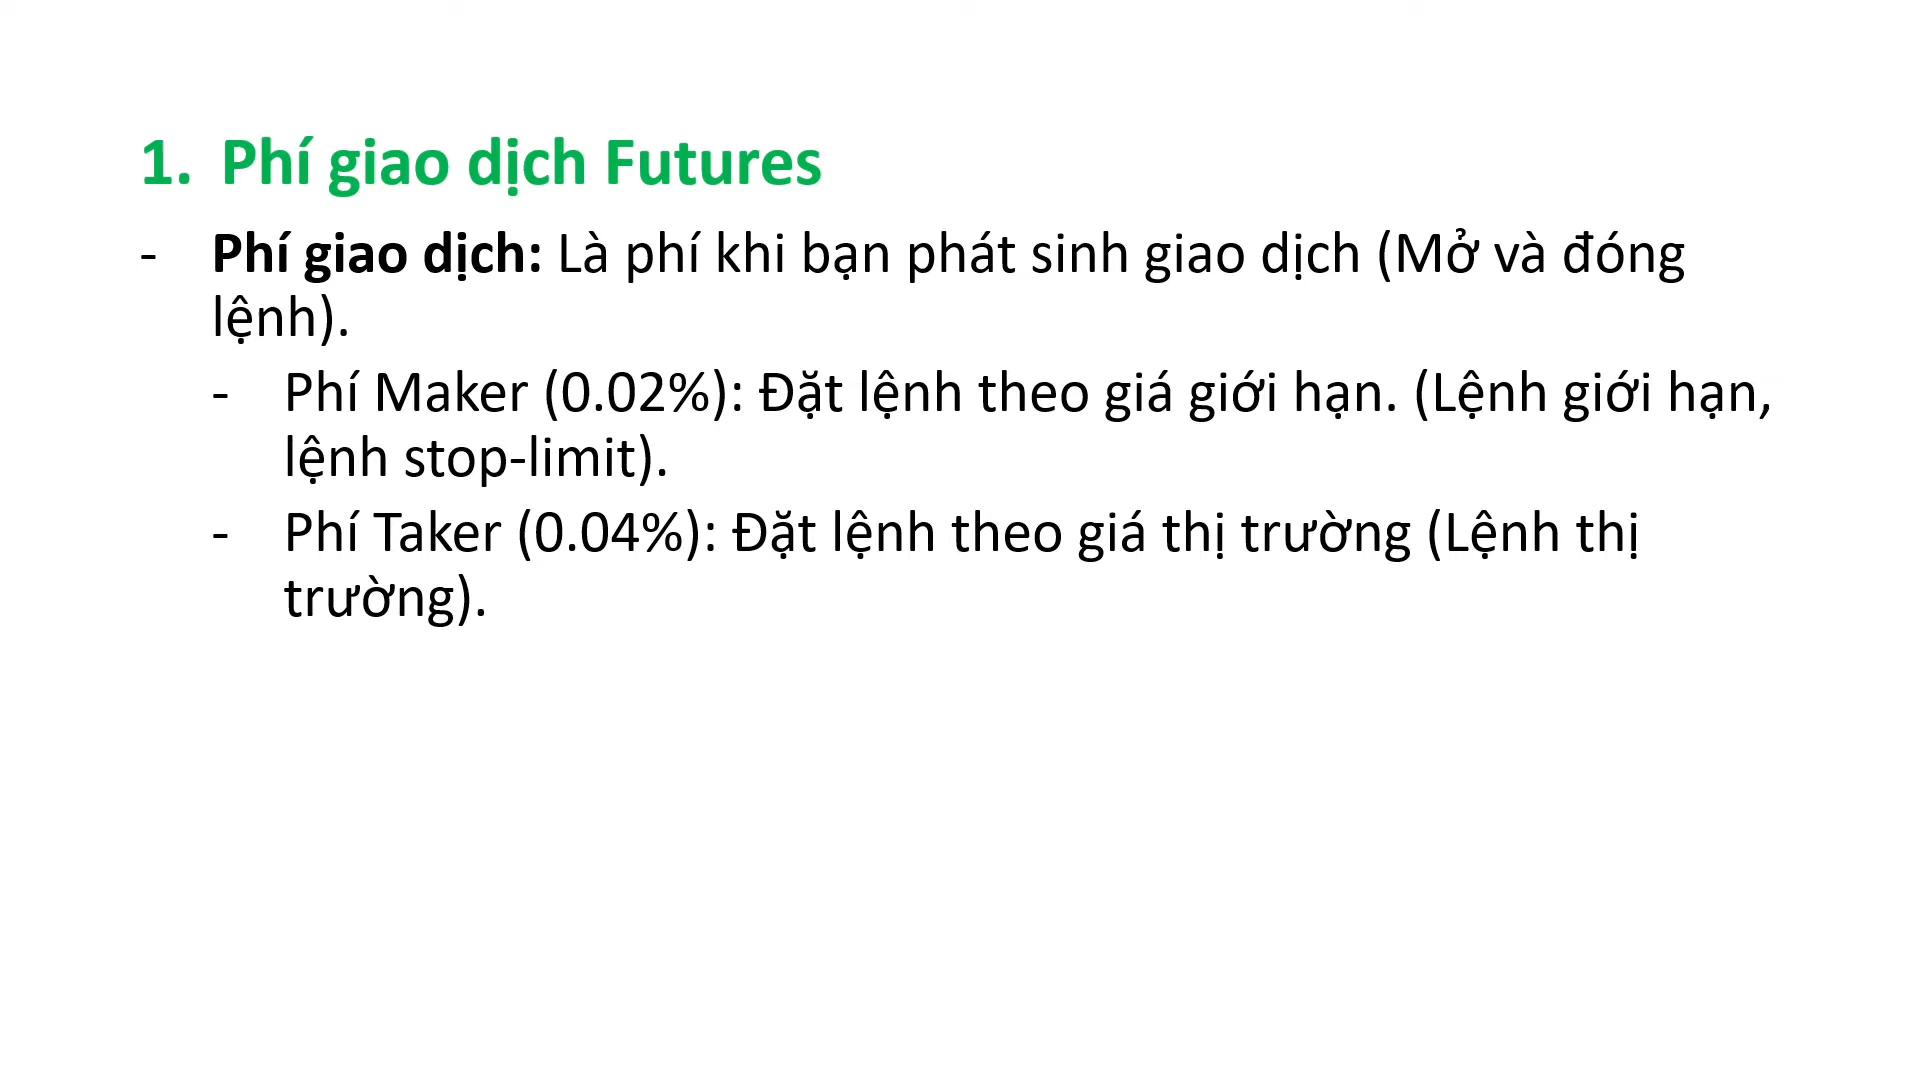 1. Phí giao dịch Futures
- Phí giao dịch: Là phí khi bạn phát sinh giao dịch (Mở và đóng
lệnh).
- Phí Maker (0.02%): Đặt lệnh theo giá giới hạn. (Lệnh giới hạn,
lệnh stop-limit).
- Phí Taker (0.04%): Đặt lệnh theo giá thị trường (Lệnh thị
trường).